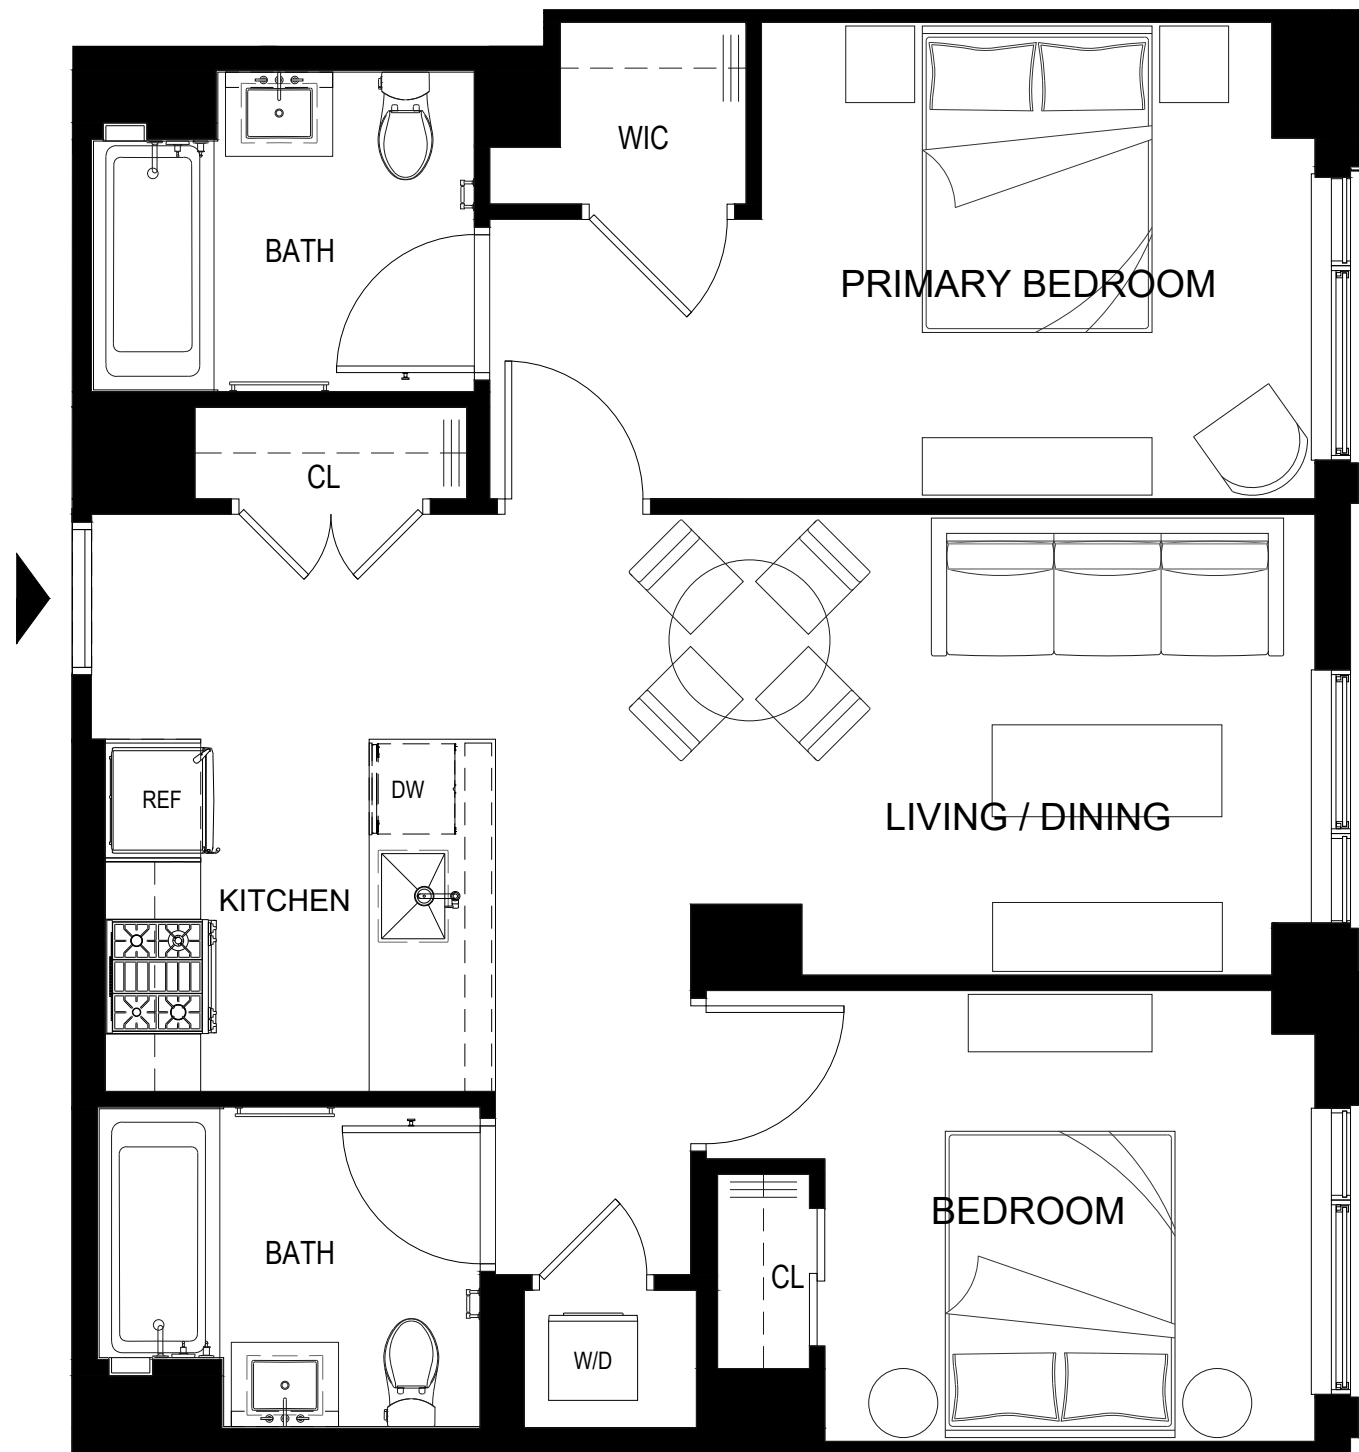 WIC
BATH
PRIMARY BEDROOM
CL
REF
DW
LIVING / DINING
KITCHEN
BEDROOM
BATH
CL
W/D